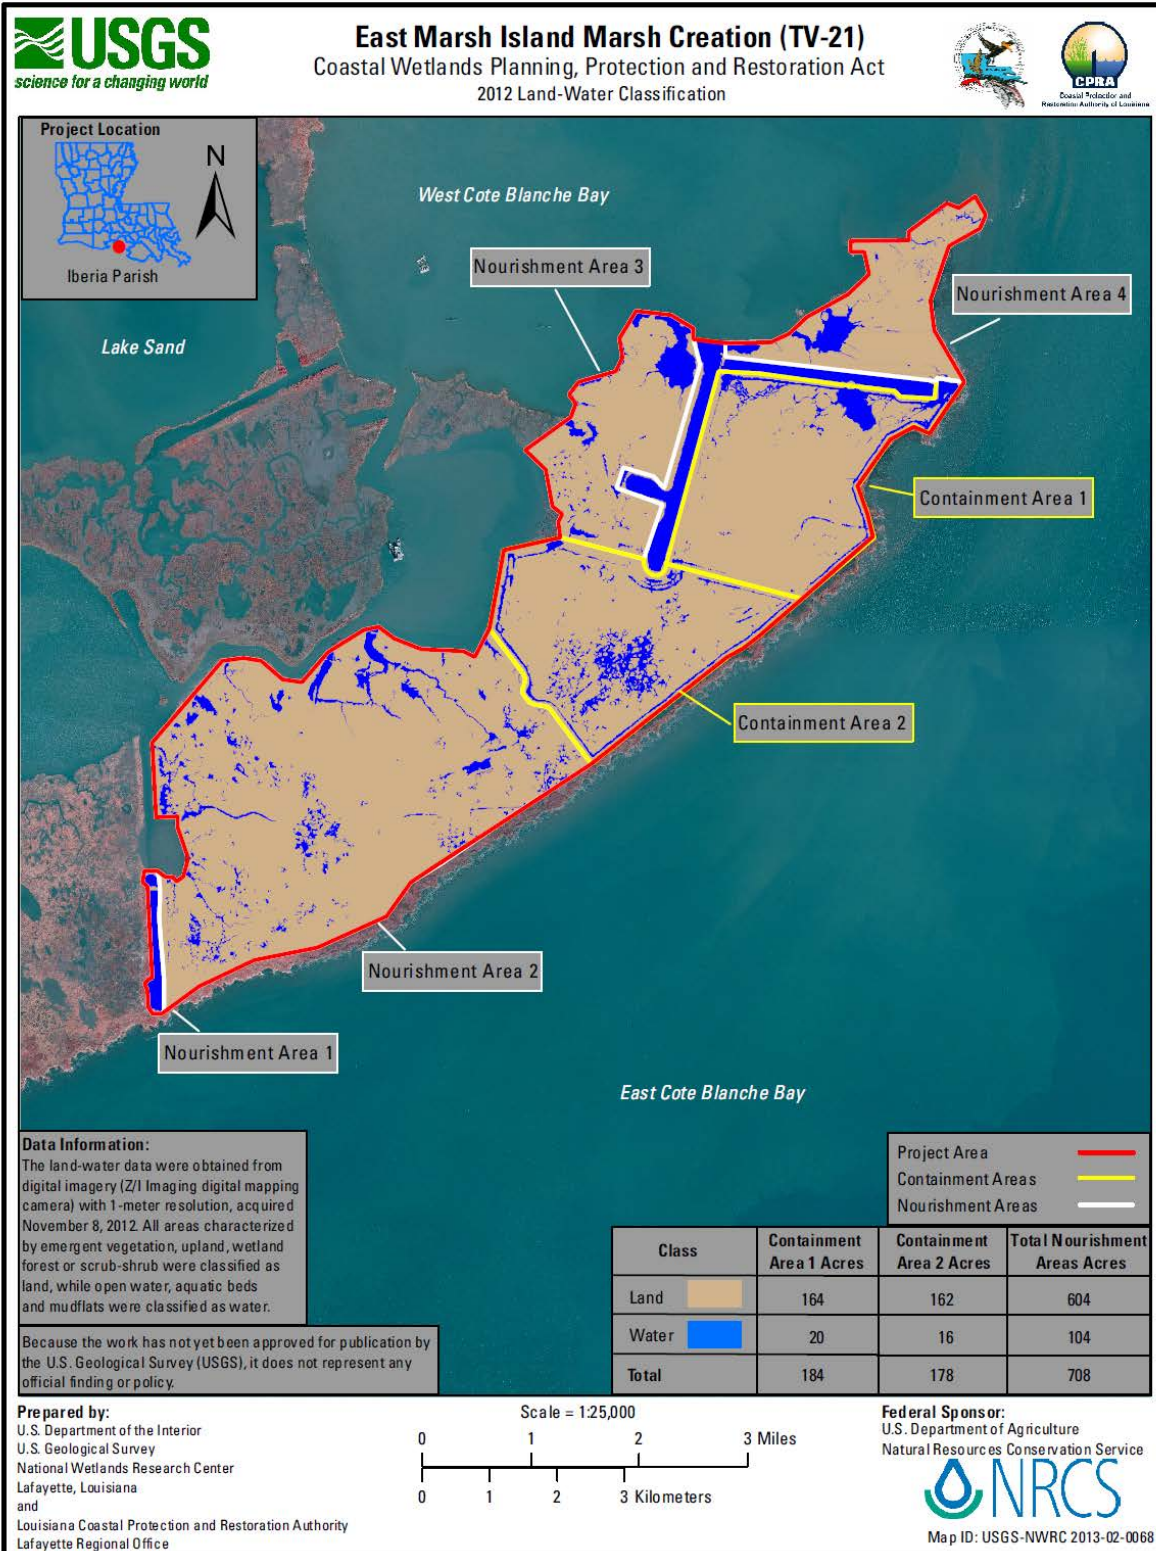 USGS
science for a changing world
East Marsh Island Marsh Creation (TV-21)
Coastal Wetlands Planning, Protection and Restoration Act
2012 Land-Water Classification
CPRA
Coastal Protection and
Restoration Authority of Louisiana
Project Location
N
Iberia Parish
West Cote Blanche Bay
Nourishment Area 3
Nourishment Area 4
Lake Sand
Containment Area 1
Containment Area 2
Nourishment Area 2
Nourishment Area 1
East Cote Blanche Bay
Data Information:
The land-water data were obtained from
digital imagery (Z/I Imaging digital mapping
camera) with 1-meter resolution, acquired
November 8, 2012. All areas characterized
by emergent vegetation, upland, wetland
forest or scrub-shrub were classified as
land, while open water, aquatic beds
and mudflats were classified as water.
Because the work has not yet been approved for publication by
the U.S. Geological Survey (USGS), it does not represent any
official finding or policy.
Project Area
Containment Areas
Nourishment Areas
Class Containment Area 1 Acres Containment Area 2 Acres Total Nourishment Areas Acres
Land 164 162 604
Water 20 16 104
Total 184 178 708
Prepared by:
U.S. Department of the Interior
U.S. Geological Survey
National Wetlands Research Center
Lafayette, Louisiana
and
Louisiana Coastal Protection and Restoration Authority
Lafayette Regional Office
Scale = 1:25,000
0 1 2 3 Miles
0 1 2 3 Kilometers
Federal Sponsor:
U.S. Department of Agriculture
Natural Resources Conservation Service
NRCS
Map ID: USGS-NWRC 2013-02-0068